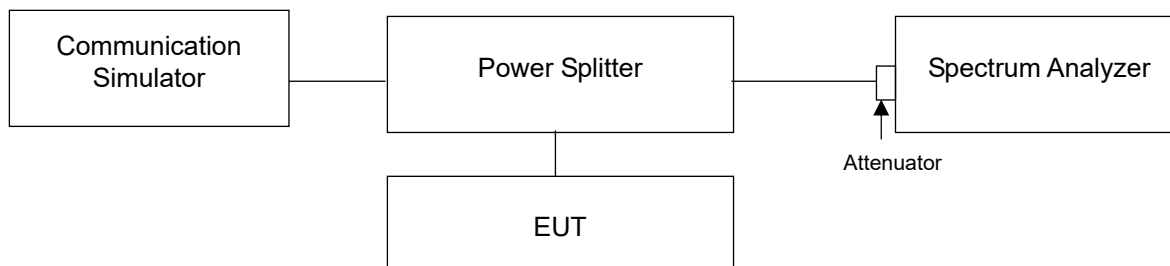 Communication
Simulator
Power Splitter
Spectrum Analyzer
Attenuator
EUT